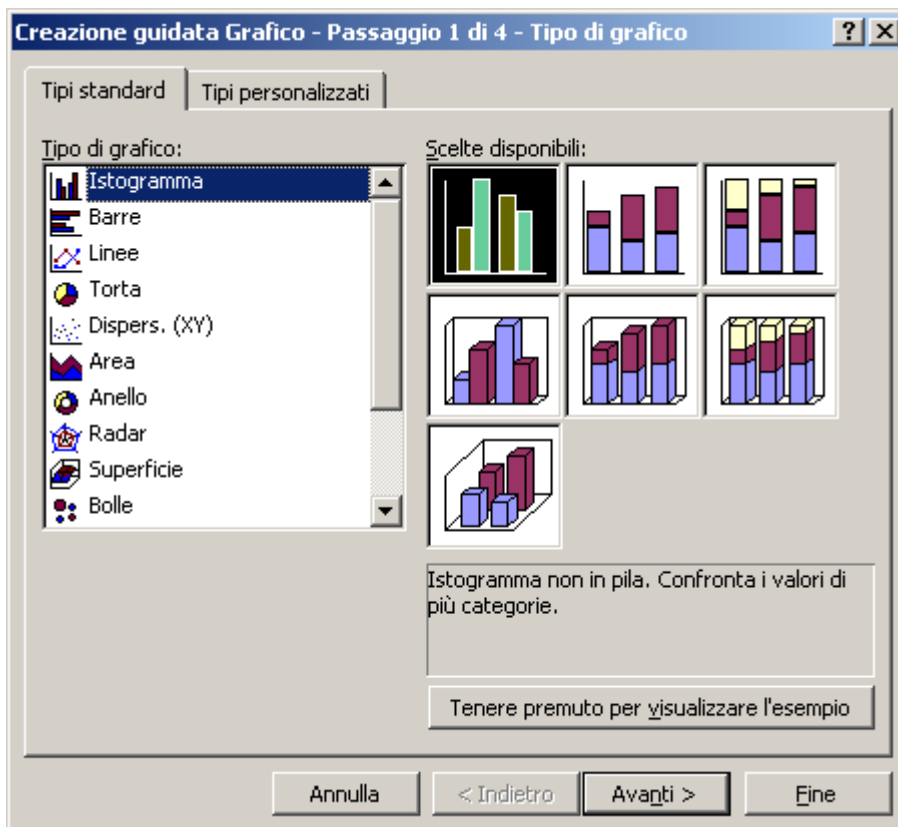 Creazione guidata Grafico - Passaggio 1 di 4 - Tipo di grafico
Tipi standard
Tipi personalizzati
Tipo di grafico:
Istogramma
Barre
Linee
Torta
Dispers. (XY)
Area
Anello
Radar
Superficie
Bolle
Scelte disponibili:
Istogramma non in pila. Confronta i valori di
più categorie.
Tenere premuto per visualizzare l'esempio
Annulla
< Indietro
Avanti >
Fine